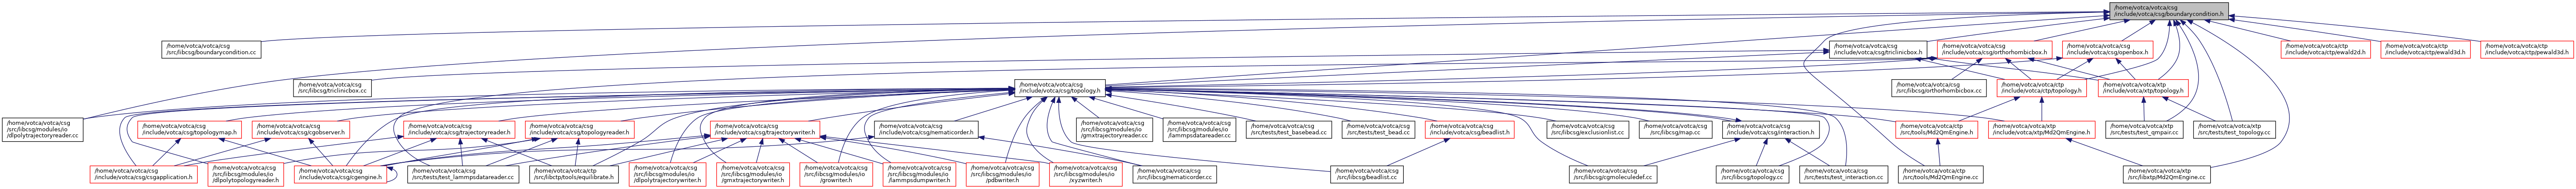 /home/votca/votca/csg
/include/votca/csg/boundarycondition.h
/home/votca/votca/csg
/src/libcsg/boundarycondition.cc
/home/votca/votca/csg
/include/votca/csg/triclinicbox.h
/home/votca/votca/csg
/include/votca/csg/orthorhombicbox.h
/home/votca/votca/csg
/include/votca/csg/openbox.h
/home/votca/votca/ctp
/include/votca/ctp/ewald2d.h
/home/votca/votca/ctp
/include/votca/ctp/ewald3d.h
/home/votca/votca/ctp
/include/votca/ctp/pewald3d.h
/home/votca/votca/csg
/src/libcsg/triclinicbox.cc
/home/votca/votca/csg
/include/votca/csg/topology.h
/home/votca/votca/csg
/src/libcsg/orthorhombicbox.cc
/home/votca/votca/ctp
/include/votca/ctp/topology.h
/home/votca/votca/xtp
/include/votca/xtp/topology.h
/home/votca/votca/csg
/src/libcsg/modules/io
/dlpolytrajectoryreader.cc
/home/votca/votca/csg
/include/votca/csg/topologymap.h
/home/votca/votca/csg
/include/votca/csg/cgobserver.h
/home/votca/votca/csg
/include/votca/csg/trajectoryreader.h
/home/votca/votca/csg
/include/votca/csg/topologyreader.h
/home/votca/votca/csg
/include/votca/csg/trajectorywriter.h
/home/votca/votca/csg
/include/votca/csg/nematicorder.h
/home/votca/votca/csg
/src/libcsg/modules/io
/gmxtrajectoryreader.cc
/home/votca/votca/csg
/src/libcsg/modules/io
/lammpsdatareader.cc
/home/votca/votca/csg
/src/tests/test_basebead.cc
/home/votca/votca/csg
/src/tests/test_bead.cc
/home/votca/votca/csg
/include/votca/csg/beadlist.h
/home/votca/votca/csg
/src/libcsg/exclusionlist.cc
/home/votca/votca/csg
/src/libcsg/map.cc
/home/votca/votca/csg
/include/votca/csg/interaction.h
/home/votca/votca/ctp
/src/tools/Md2QmEngine.h
/home/votca/votca/xtp
/include/votca/xtp/Md2QmEngine.h
/home/votca/votca/xtp
/src/tests/test_qmpair.cc
/home/votca/votca/xtp
/src/tests/test_topology.cc
/home/votca/votca/csg
/include/votca/csg/csgapplication.h
/home/votca/votca/csg
/src/libcsg/modules/io
/dlpolytopologyreader.h
/home/votca/votca/csg
/include/votca/csg/cgengine.h
/home/votca/votca/csg
/src/tests/test_lammpsdatareader.cc
/home/votca/votca/ctp
/src/libctp/tools/equilibrate.h
/home/votca/votca/csg
/src/libcsg/modules/io
/dlpolytrajectorywriter.h
/home/votca/votca/csg
/src/libcsg/modules/io
/gmxtrajectorywriter.h
/home/votca/votca/csg
/src/libcsg/modules/io
/growriter.h
/home/votca/votca/csg
/src/libcsg/modules/io
/lammpsdumpwriter.h
/home/votca/votca/csg
/src/libcsg/modules/io
/pdbwriter.h
/home/votca/votca/csg
/src/libcsg/modules/io
/xyzwriter.h
/home/votca/votca/csg
/src/libcsg/nematicorder.cc
/home/votca/votca/csg
/src/libcsg/beadlist.cc
/home/votca/votca/csg
/src/libcsg/cgmoleculedef.cc
/home/votca/votca/csg
/src/libcsg/topology.cc
/home/votca/votca/csg
/src/tests/test_interaction.cc
/home/votca/votca/ctp
/src/tools/Md2QmEngine.cc
/home/votca/votca/xtp
/src/libxtp/Md2QmEngine.cc